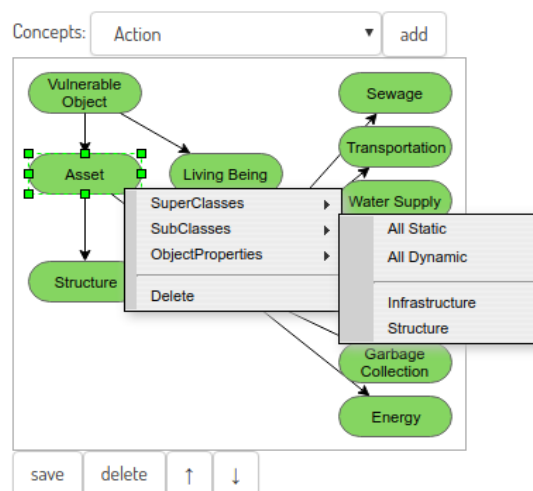 Concepts:
Action
add
Vulnerable
Object
Sewage
Transportation
Asset
Living Being
Water Supply
SuperClasses
SubClasses
ObjectProperties
Delete
All Static
All Dynamic
Infrastructure
Structure
Structure
Garbage
Collection
Energy
save
delete
↑
↓